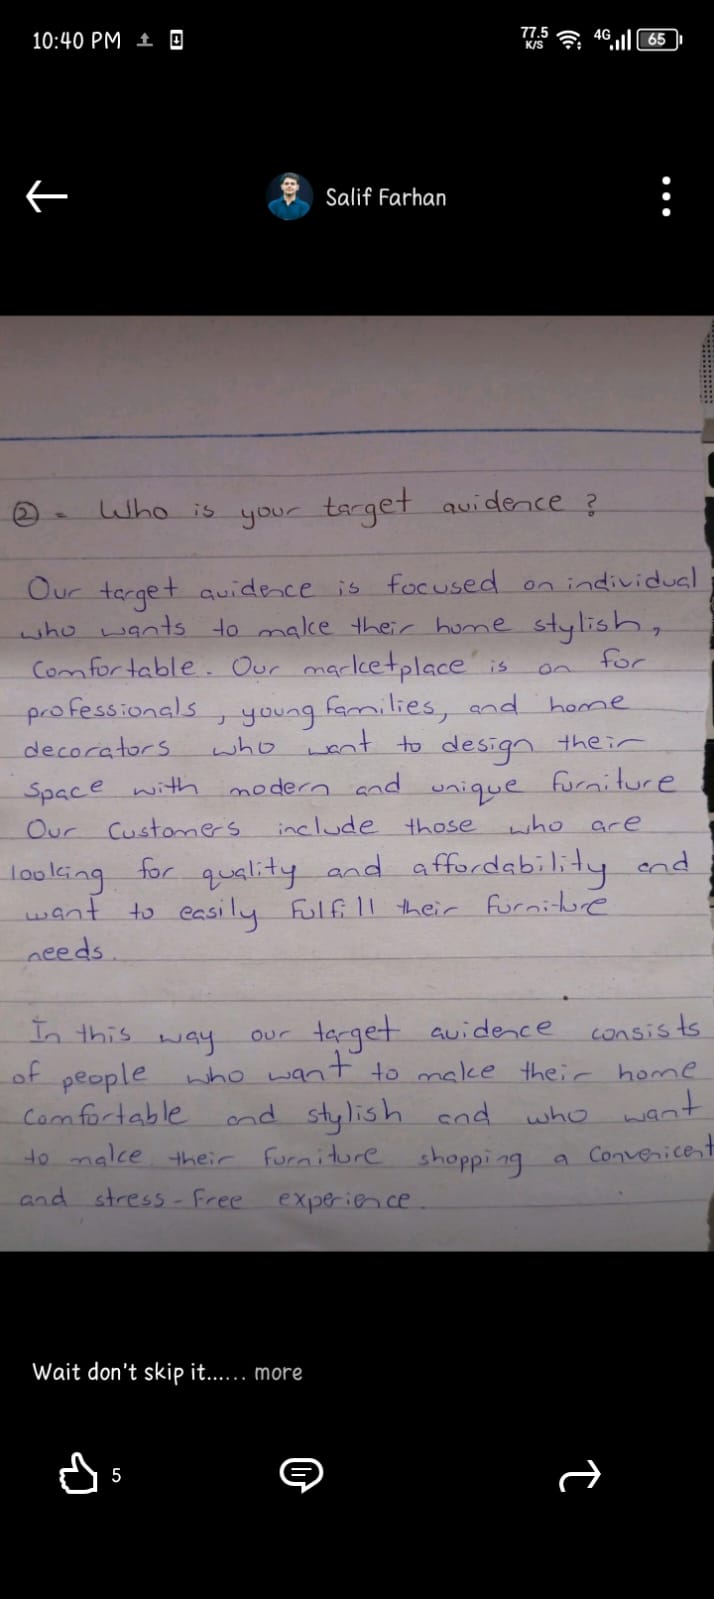 10:40 PM
77.5 K/S 4G 65
Salif Farhan
② = Who is your target auidence ?
Our target auidence is focused on individual
who wants to make their home stylish,
Comfortable. Our marketplace is on for
professionals, young families, and home
decorators who want to design their
Space with modern and unique furniture
Our Customers include those who are
looking for quality and affordability and
want to easily fulfill their furniture
needs.
In this way our target auidence consists
of people who want to make their home
Comfortable and stylish and who want
to make their furniture shopping a Convenicent
and stress-free experience.
Wait don't skip it...... more
5